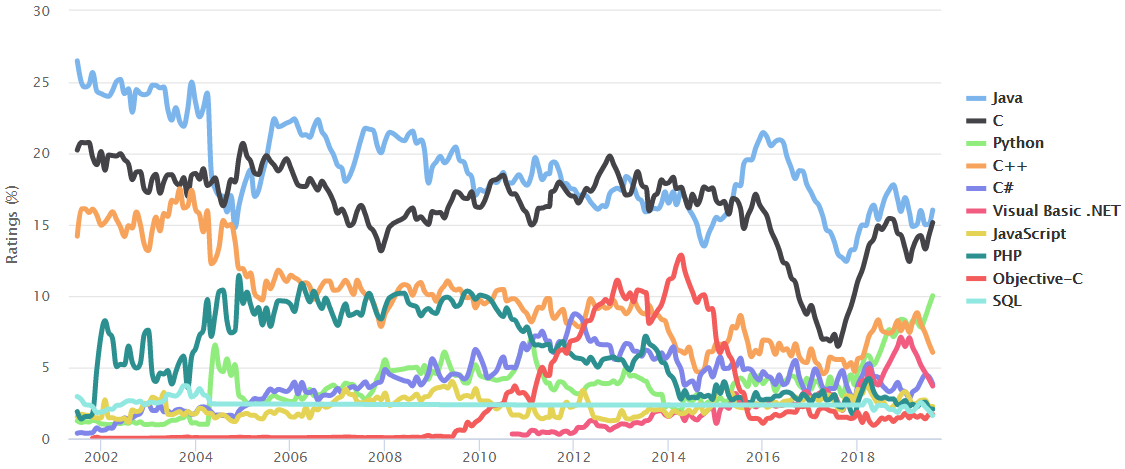 30
25
20
15
10
5
0
Ratings (%)
2002 2004 2006 2008 2010 2012 2014 2016 2018
Java
C
Python
C++
C#
Visual Basic .NET
JavaScript
PHP
Objective-C
SQL